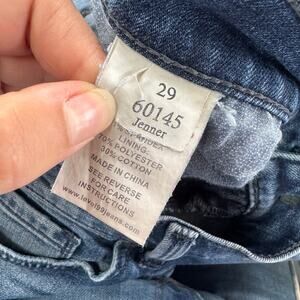 29
60145
Jenner
LINING:
70% POLYESTER
30% COTTON
MADE IN CHINA
SEE REVERSE
FOR CARE
INSTRUCTIONS
www.level99jeans.com